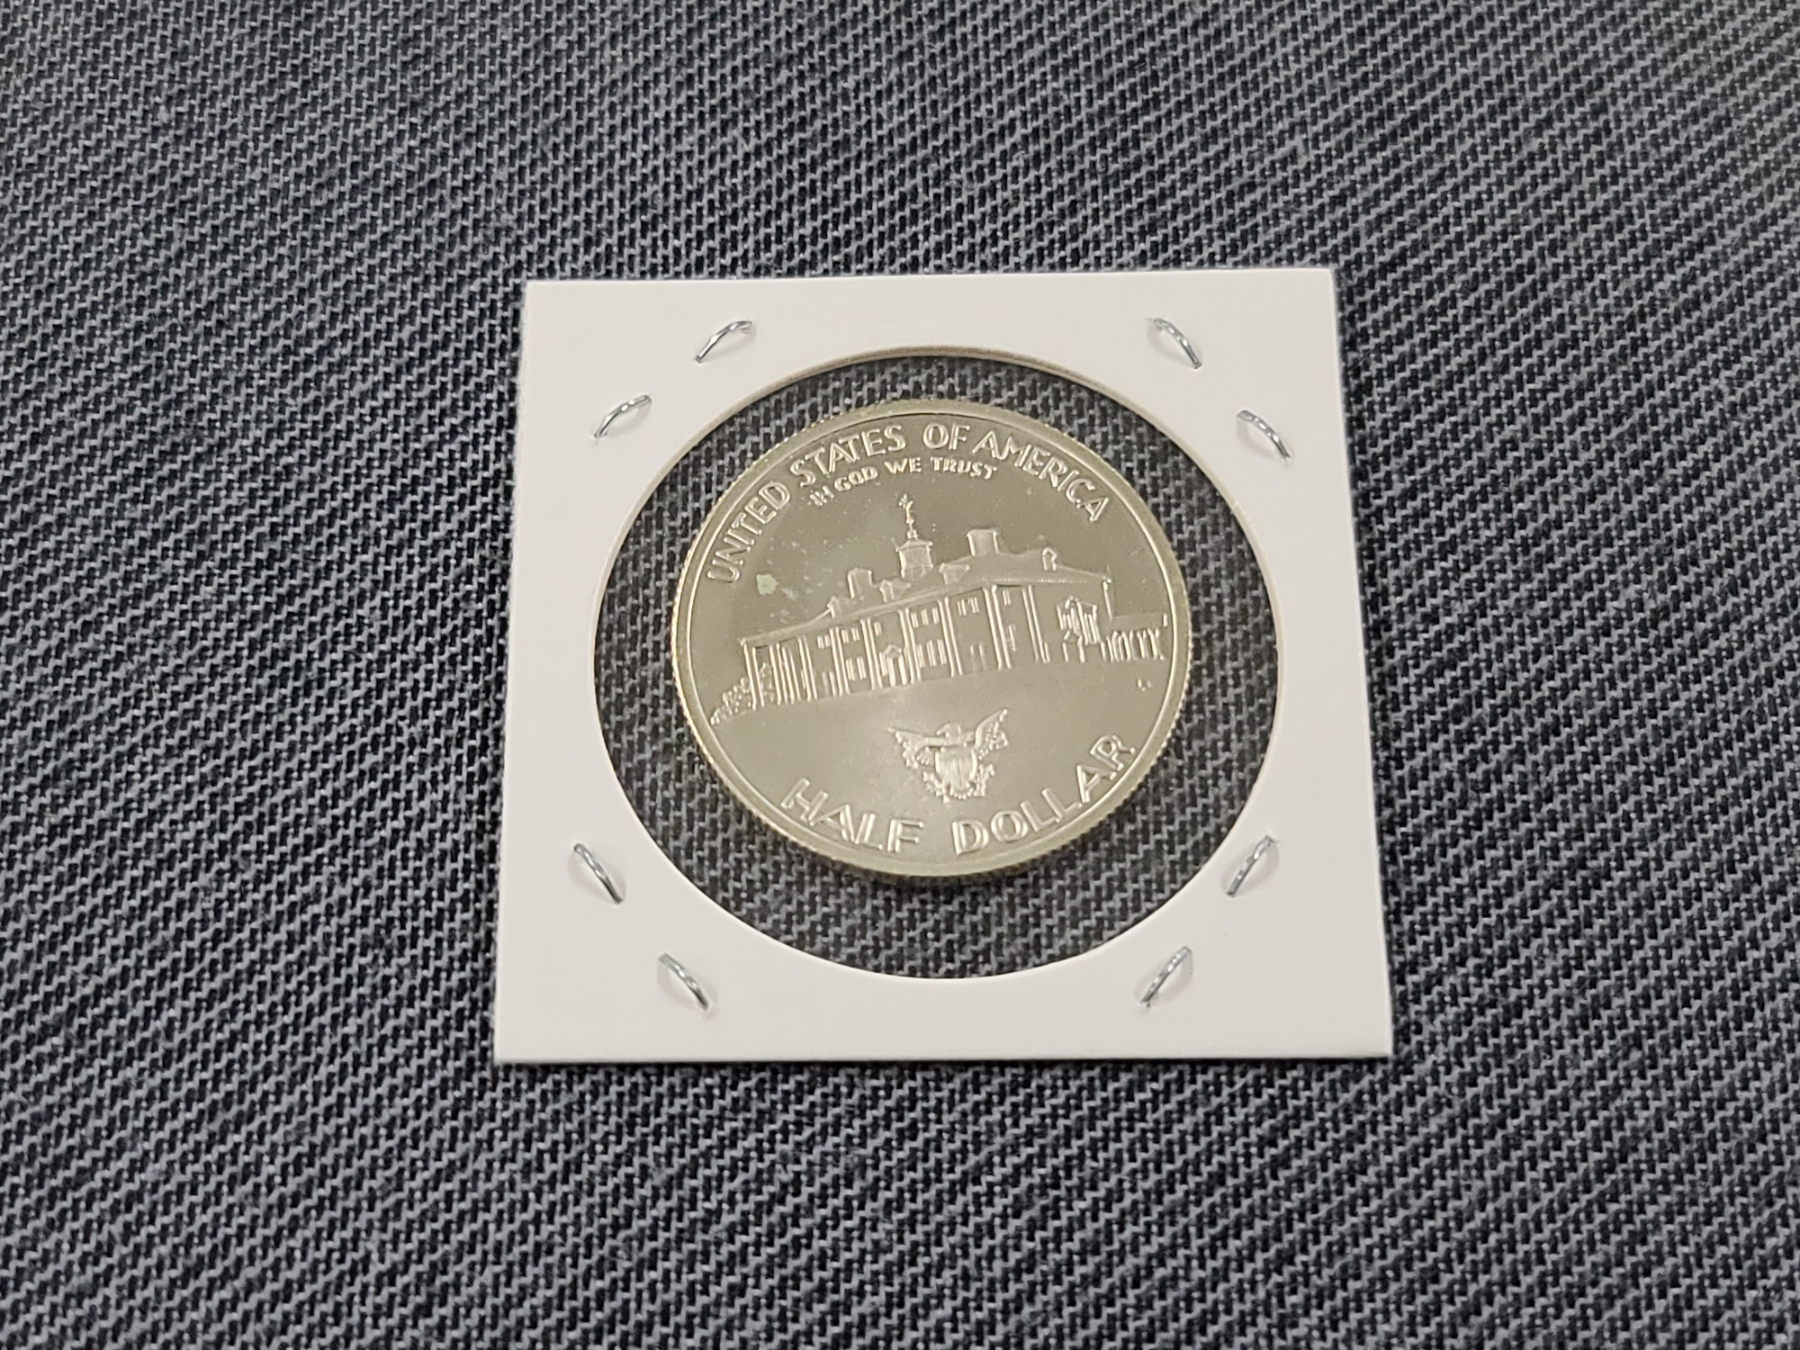 UNITED STATES OF AMERICA
IN GOD WE TRUST
HALF DOLLAR